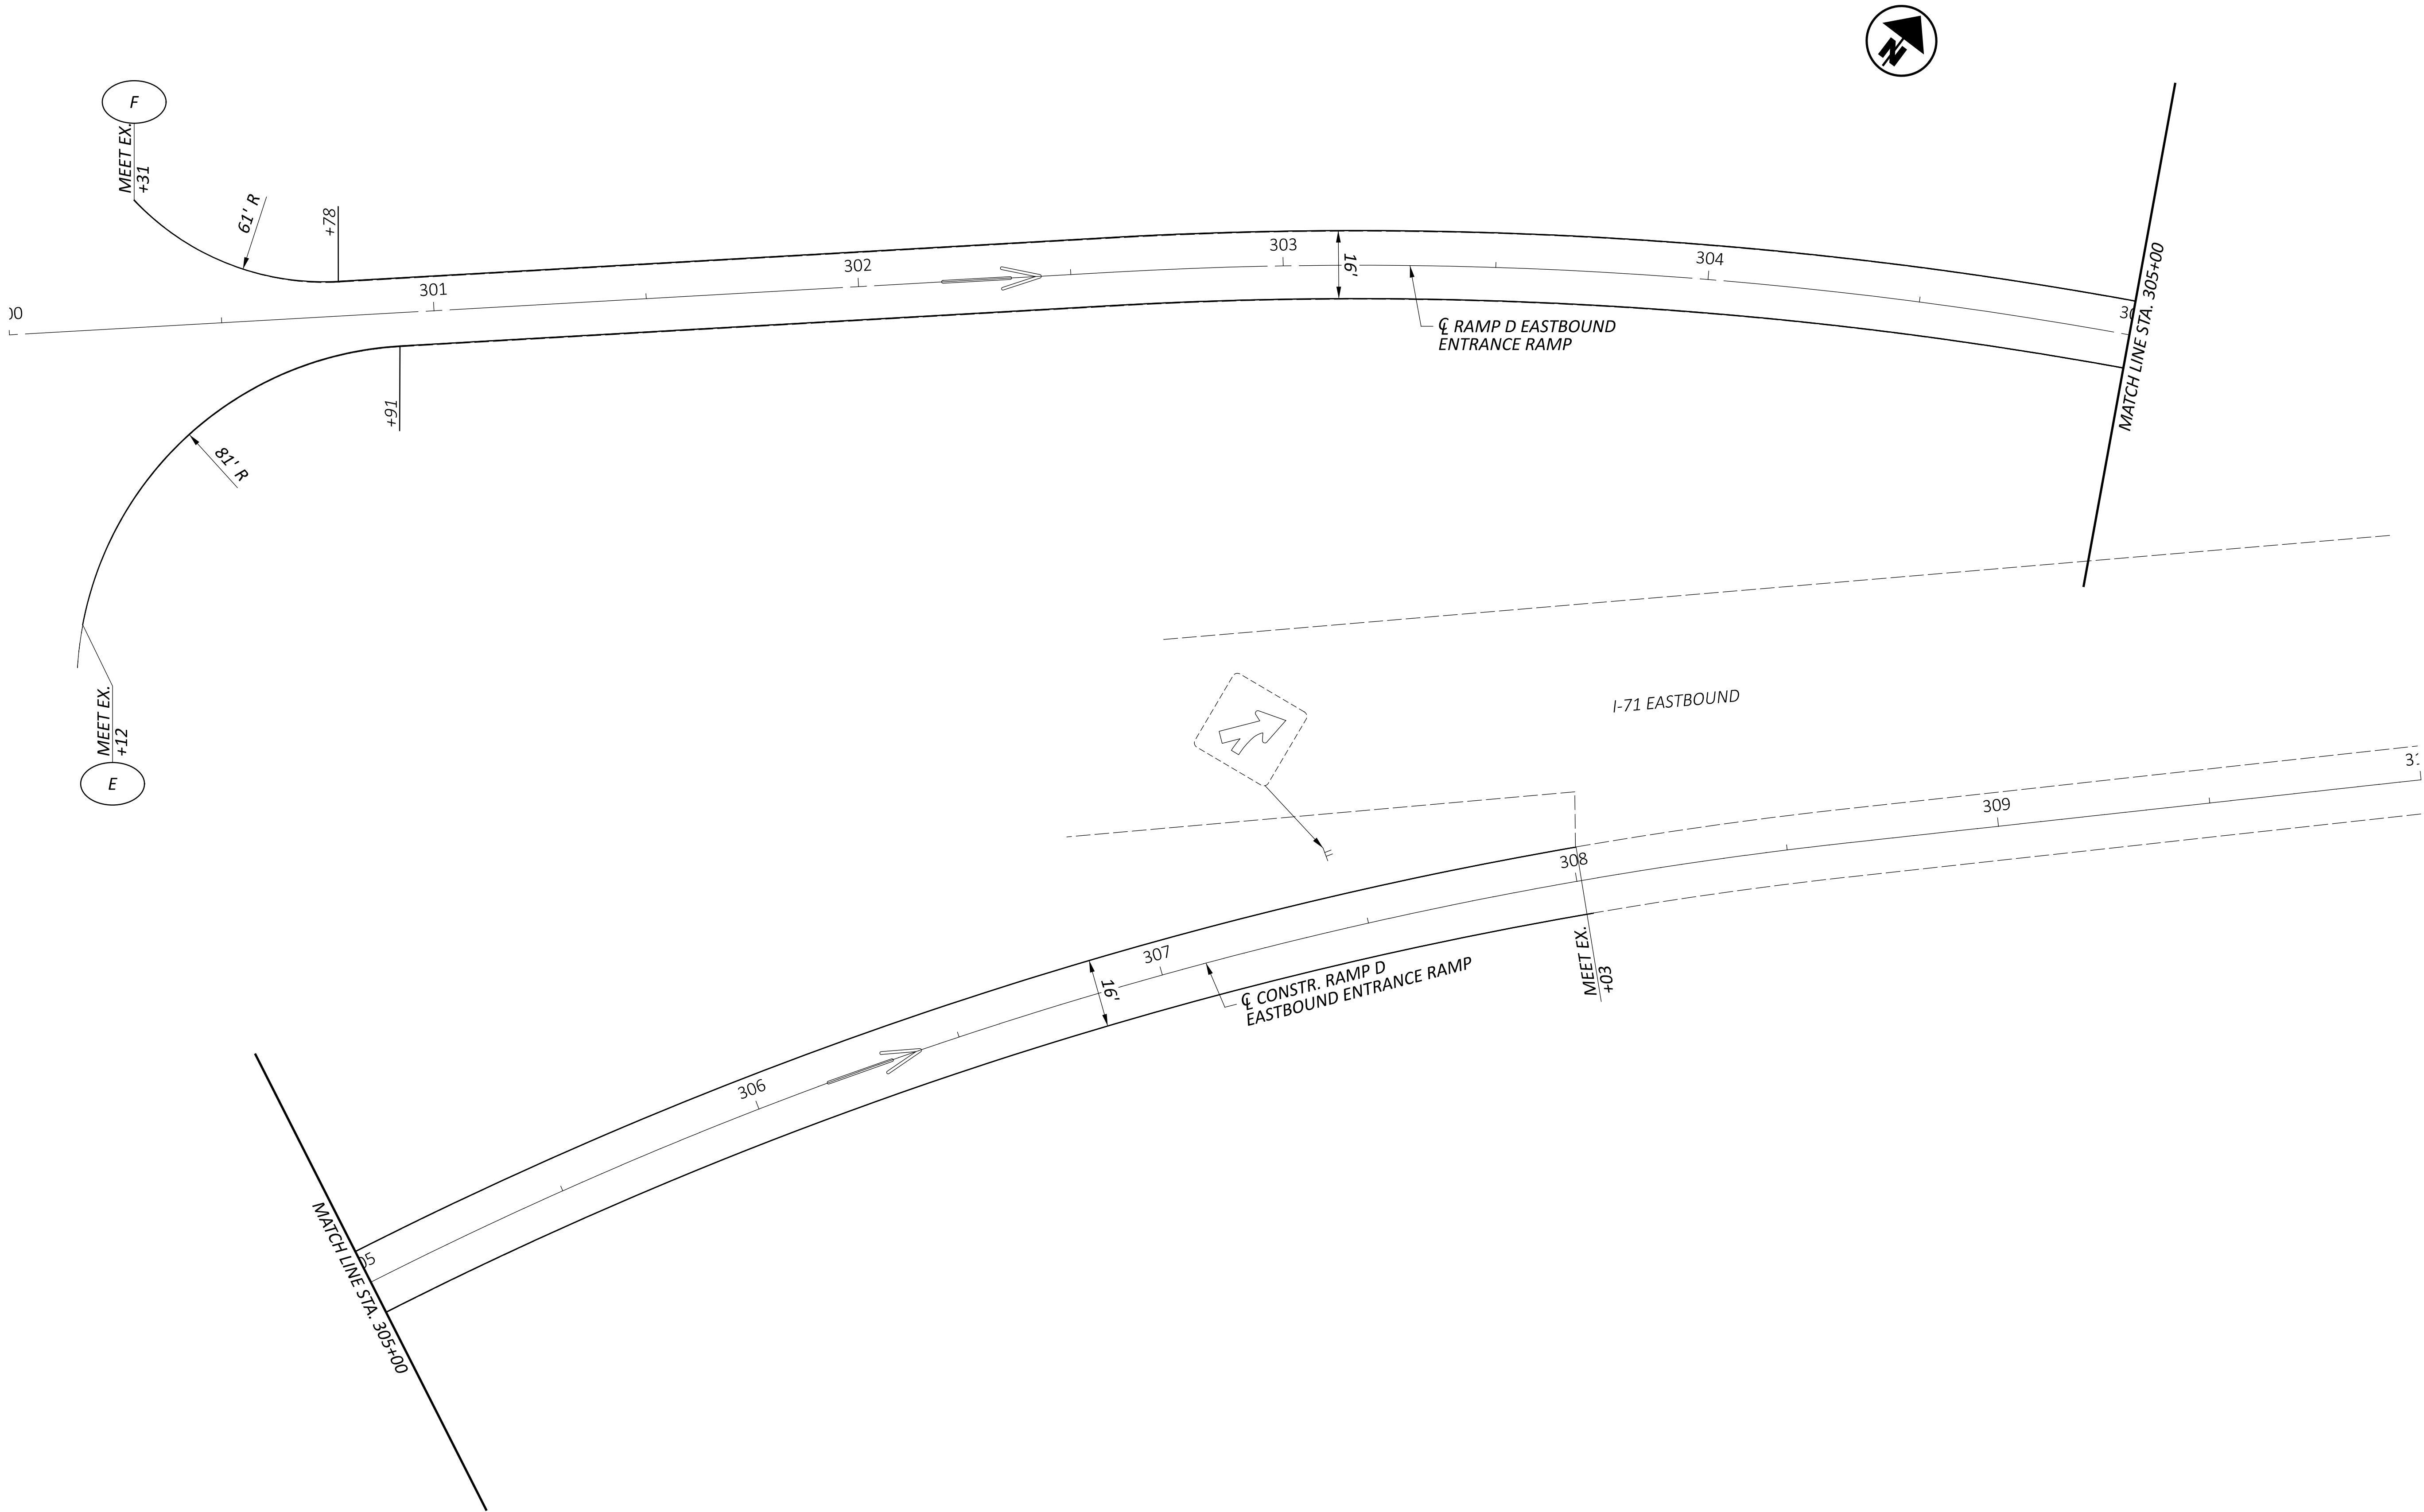 N
F
MEET EX.
+31
61' R
+78
301
302
303
304
16'
℄ RAMP D EASTBOUND
ENTRANCE RAMP
MATCH LINE STA. 305+00
+91
81' R
MEET EX.
+12
E
I-71 EASTBOUND
309
308
307
306
16'
℄ CONSTR. RAMP D
EASTBOUND ENTRANCE RAMP
MEET EX.
+03
MATCH LINE STA. 305+00